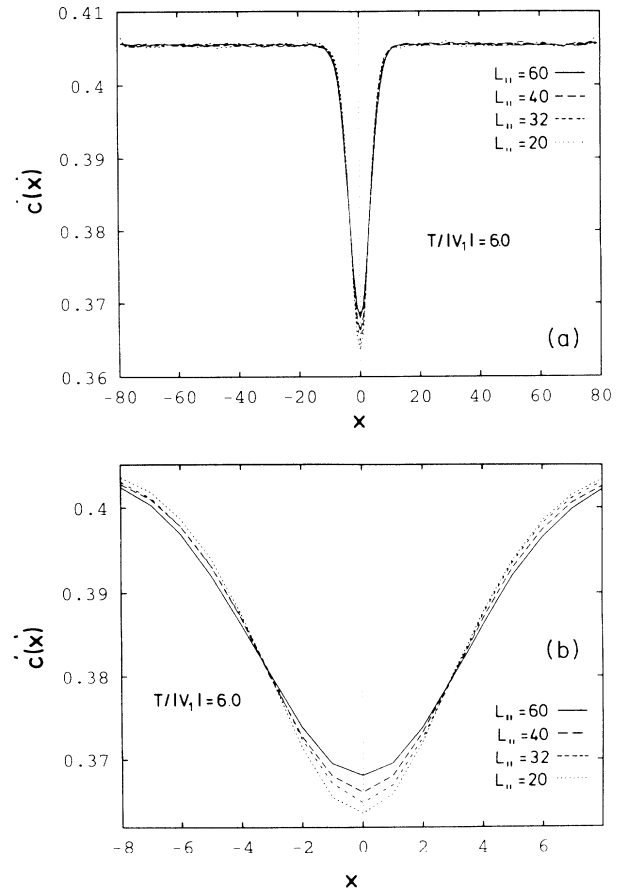 0.41
0.4
0.39
0.38
0.37
0.36
c(x)
L॥ = 60
L॥ = 40
L॥ = 32
L॥ = 20
T/|V₁| = 6.0
(a)
-80 -60 -40 -20 0 20 40 60 80
x
0.4
0.39
0.38
0.37
c(x)
(b)
T/|V₁| = 6.0
L॥ = 60
L॥ = 40
L॥ = 32
L॥ = 20
-8 -6 -4 -2 0 2 4 6
x